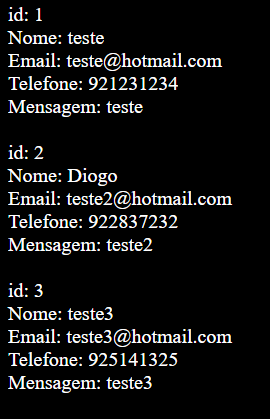 id: 1
Nome: teste
Email: teste@hotmail.com
Telefone: 921231234
Mensagem: teste
id: 2
Nome: Diogo
Email: teste2@hotmail.com
Telefone: 922837232
Mensagem: teste2
id: 3
Nome: teste3
Email: teste3@hotmail.com
Telefone: 925141325
Mensagem: teste3